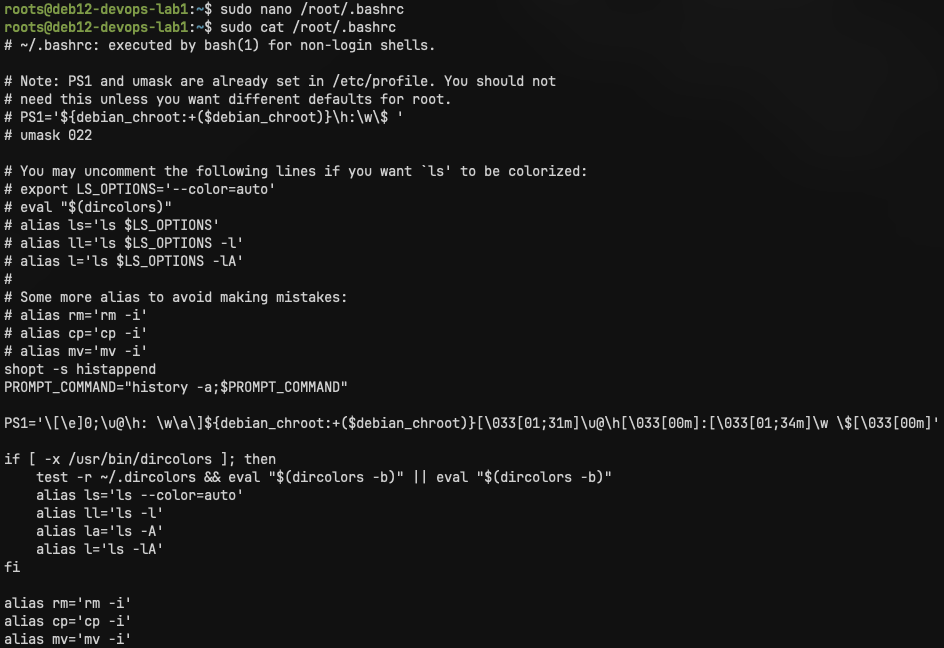 roots@deb12-devops-lab1:~$ sudo nano /root/.bashrc
roots@deb12-devops-lab1:~$ sudo cat /root/.bashrc
# ~/.bashrc: executed by bash(1) for non-login shells.

# Note: PS1 and umask are already set in /etc/profile. You should not
# need this unless you want different defaults for root.
# PS1='${debian_chroot:+($debian_chroot)}\h:\w\$ '
# umask 022

# You may uncomment the following lines if you want `ls' to be colorized:
# export LS_OPTIONS='--color=auto'
# eval "$(dircolors)"
# alias ls='ls $LS_OPTIONS'
# alias ll='ls $LS_OPTIONS -l'
# alias l='ls $LS_OPTIONS -lA'
#
# Some more alias to avoid making mistakes:
# alias rm='rm -i'
# alias cp='cp -i'
# alias mv='mv -i'
shopt -s histappend
PROMPT_COMMAND="history -a;$PROMPT_COMMAND"

PS1='\[\e]0;\u@\h: \w\a\]${debian_chroot:+($debian_chroot)}[\033[01;31m]\u@\h[\033[00m]:[\033[01;34m]\w \$[\033[00m]'

if [ -x /usr/bin/dircolors ]; then
    test -r ~/.dircolors && eval "$(dircolors -b)" || eval "$(dircolors -b)"
    alias ls='ls --color=auto'
    alias ll='ls -l'
    alias la='ls -A'
    alias l='ls -lA'
fi

alias rm='rm -i'
alias cp='cp -i'
alias mv='mv -i'